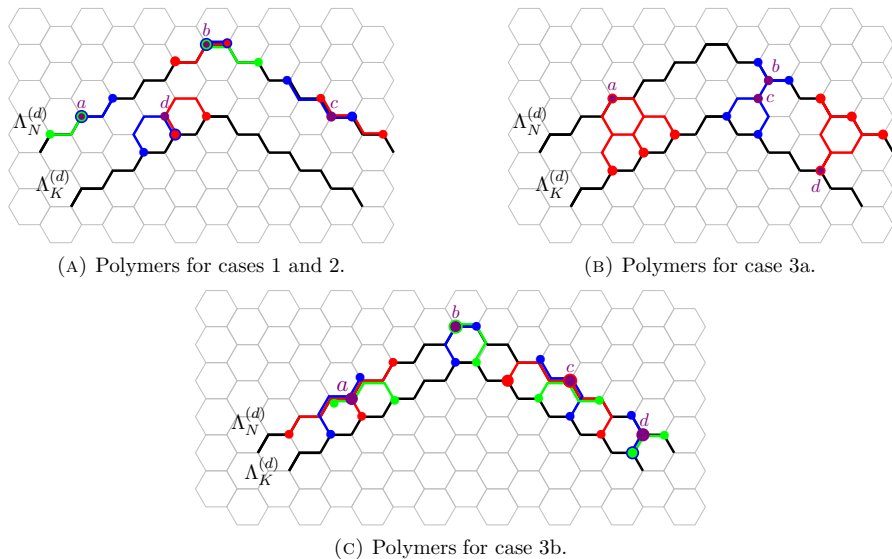 b
a
d
c
Λ_N^{(d)}
Λ_K^{(d)}
(A) Polymers for cases 1 and 2.
b
a
c
Λ_N^{(d)}
Λ_K^{(d)}
d
(B) Polymers for case 3a.
b
a
c
d
Λ_N^{(d)}
Λ_K^{(d)}
(C) Polymers for case 3b.